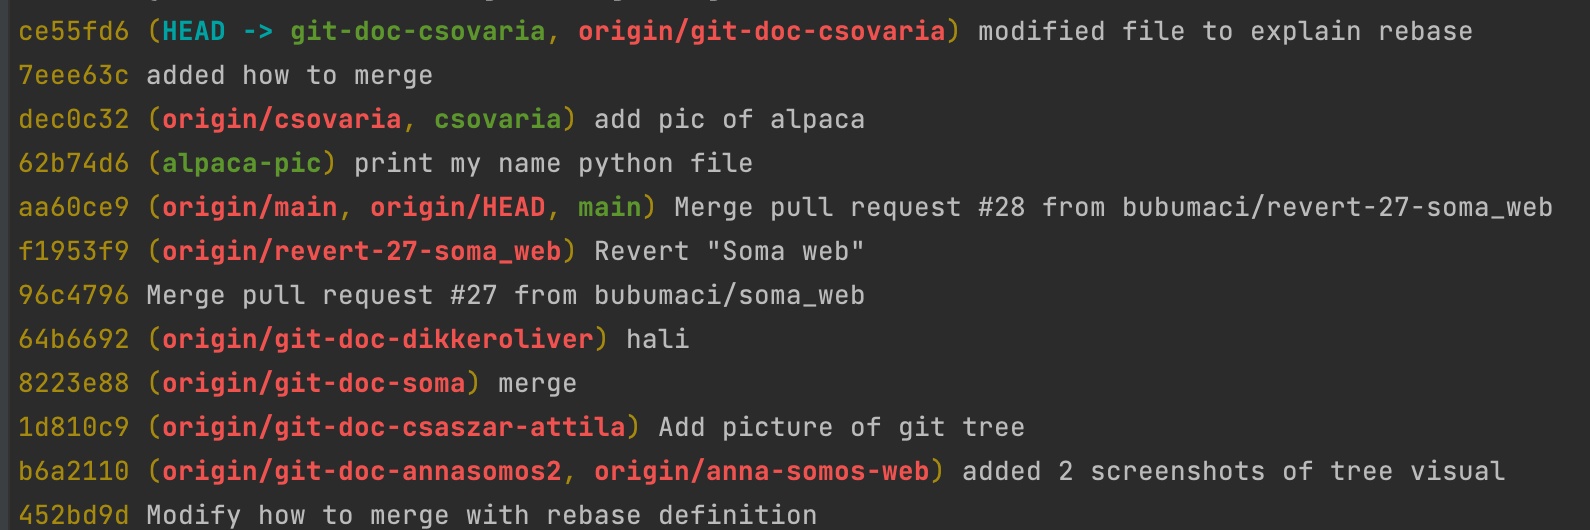 ce55fd6 (HEAD -> git-doc-csovaria, origin/git-doc-csovaria) modified file to explain rebase
7eee63c added how to merge
dec0c32 (origin/csovaria, csovaria) add pic of alpaca
62b74d6 (alpaca-pic) print my name python file
aa60ce9 (origin/main, origin/HEAD, main) Merge pull request #28 from bubumaci/revert-27-soma_web
f1953f9 (origin/revert-27-soma_web) Revert "Soma web"
96c4796 Merge pull request #27 from bubumaci/soma_web
64b6692 (origin/git-doc-dikkeroliver) hali
8223e88 (origin/git-doc-soma) merge
1d810c9 (origin/git-doc-csaszar-attila) Add picture of git tree
b6a2110 (origin/git-doc-annasomos2, origin/anna-somos-web) added 2 screenshots of tree visual
452bd9d Modify how to merge with rebase definition